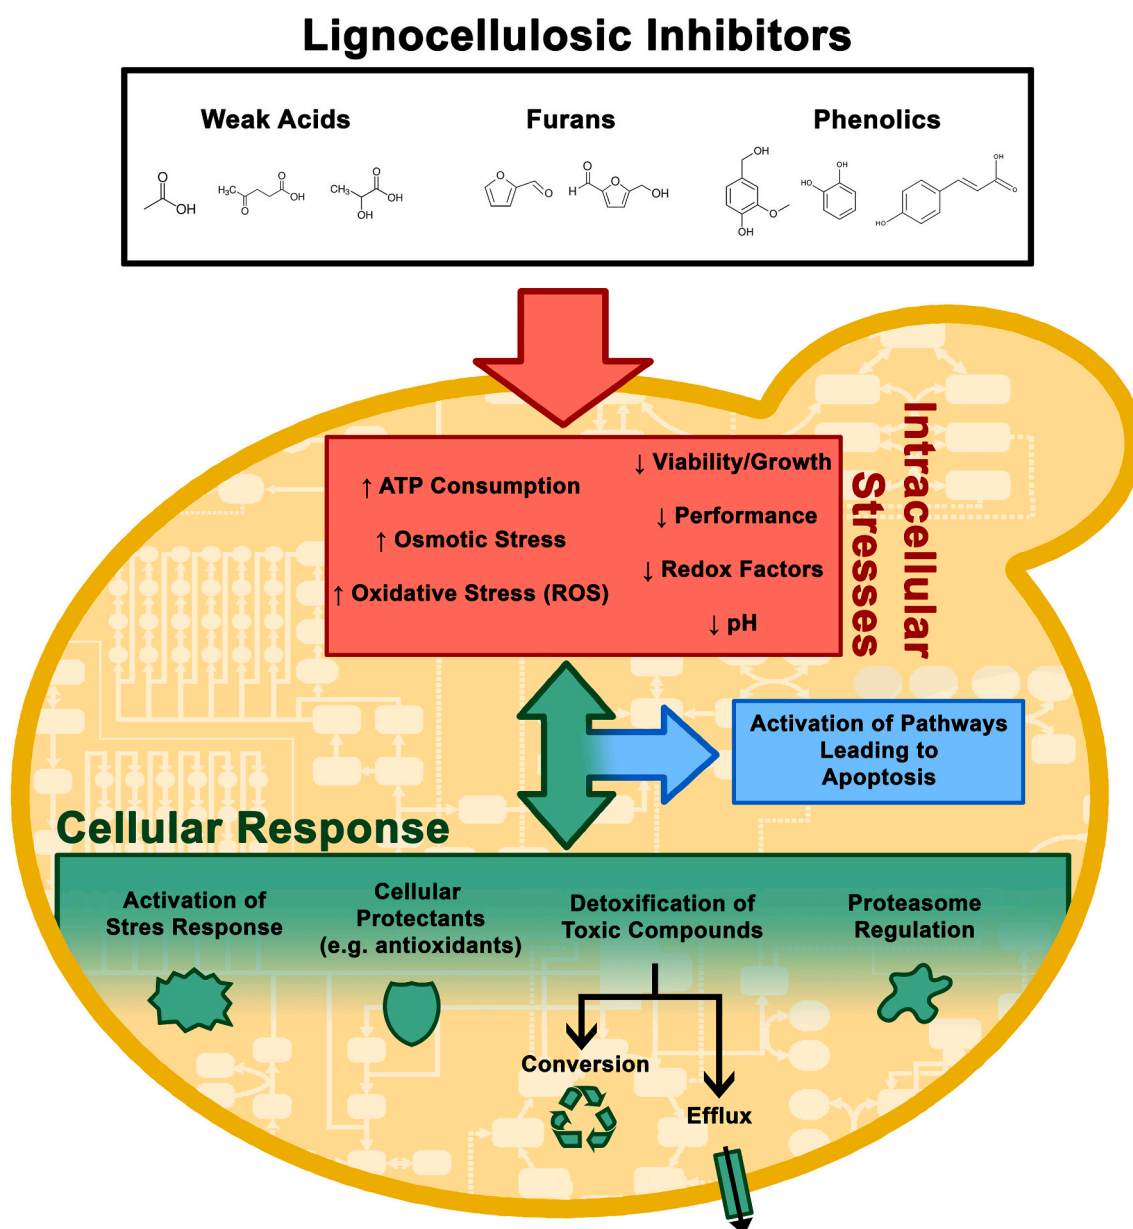 Lignocellulosic Inhibitors
Weak Acids
Furans
Phenolics
O
OH
CH₃
O
O
OH
CH₃
O
OH
OH
O
O
O
H
O
OH
OH
O
OH
OH
HO
HO
OH
O
Intracellular
Stresses
↑ ATP Consumption
↑ Osmotic Stress
↑ Oxidative Stress (ROS)
↓ Viability/Growth
↓ Performance
↓ Redox Factors
↓ pH
Activation of Pathways
Leading to
Apoptosis
Cellular Response
Activation of
Stres Response
Cellular
Protectants
(e.g. antioxidants)
Detoxification of
Toxic Compounds
Proteasome
Regulation
Conversion
Efflux